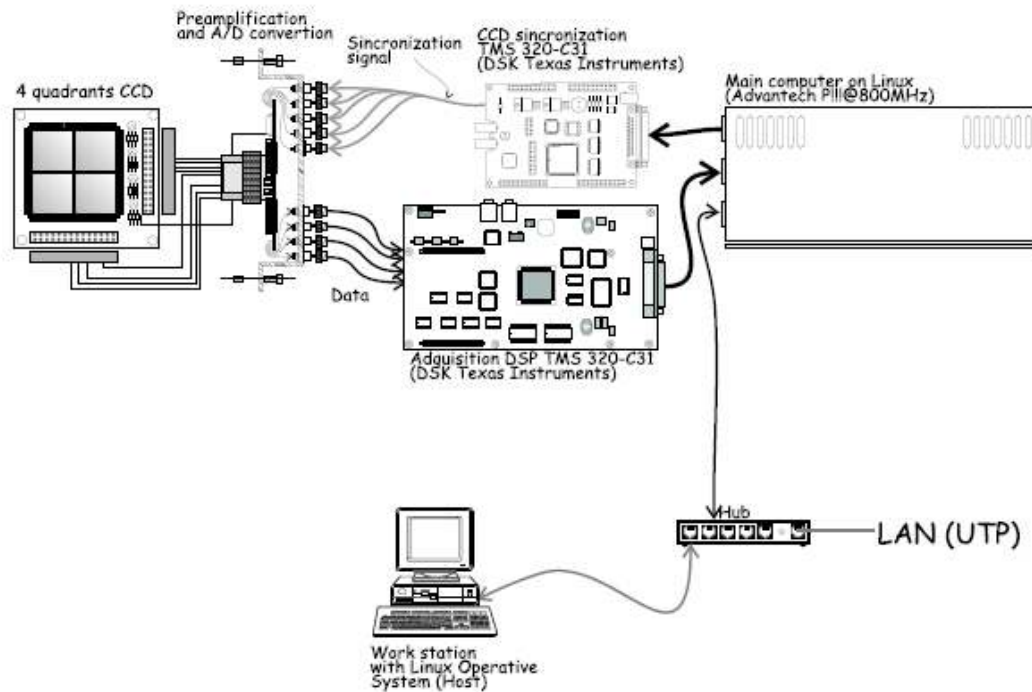 Preamplification
and A/D convertion
Sincronization
signal
CCD sincronization
TMS 320-C31
(DSK Texas Instruments)
4 quadrants CCD
Main computer on Linux
(Advantech PIII@800MHz)
Data
Adquisition DSP TMS 320-C31
(DSK Texas Instruments)
Hub
LAN (UTP)
Work station
with Linux Operative
System (Host)